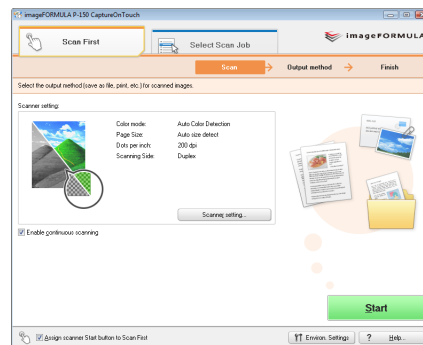 imageFORMULA P-150 CaptureOnTouch
Scan First
Select Scan Job
imageFORMULA
Scan
Output method
Finish
Select the output method (save as file, print, etc.) for scanned images.
Scanner setting:
Color mode: Auto Color Detection
Page Size: Auto size detect
Dots per inch: 200 dpi
Scanning Side: Duplex
Scanner setting...
Enable continuous scanning
Start
Assign scanner Start button to Scan First
Environ. Settings
? Help...